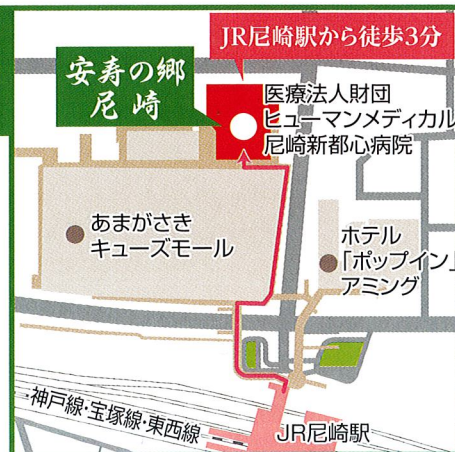 JR尼崎駅から徒歩3分
安寿の郷
尼崎
医療法人財団
ヒューマンメディカル
尼崎新都心病院
あまがさき
キューズモール
ホテル
「ポップイン」
アミング
神戸線・宝塚線・東西線
JR尼崎駅